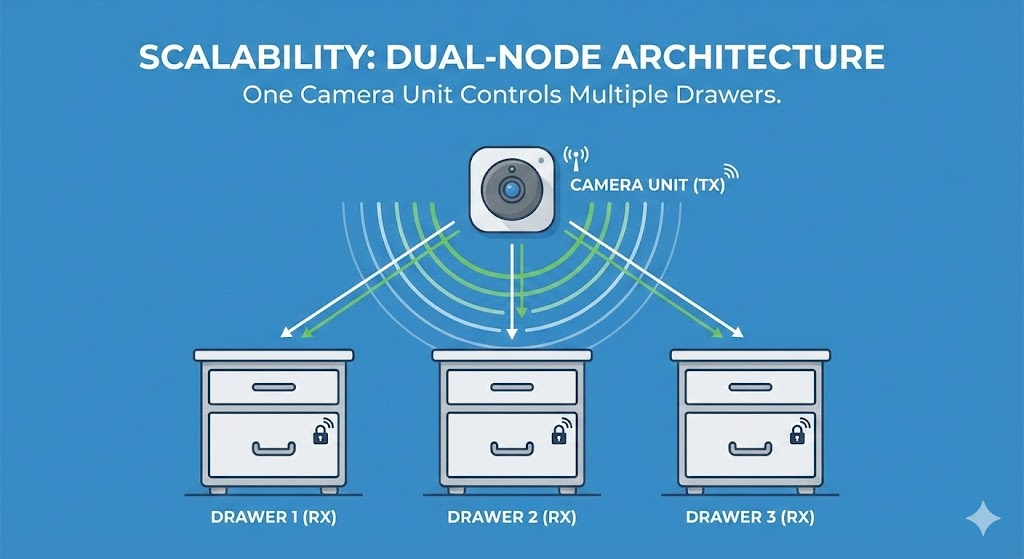 SCALABILITY: DUAL-NODE ARCHITECTURE
One Camera Unit Controls Multiple Drawers.
CAMERA UNIT (TX)
DRAWER 1 (RX)
DRAWER 2 (RX)
DRAWER 3 (RX)